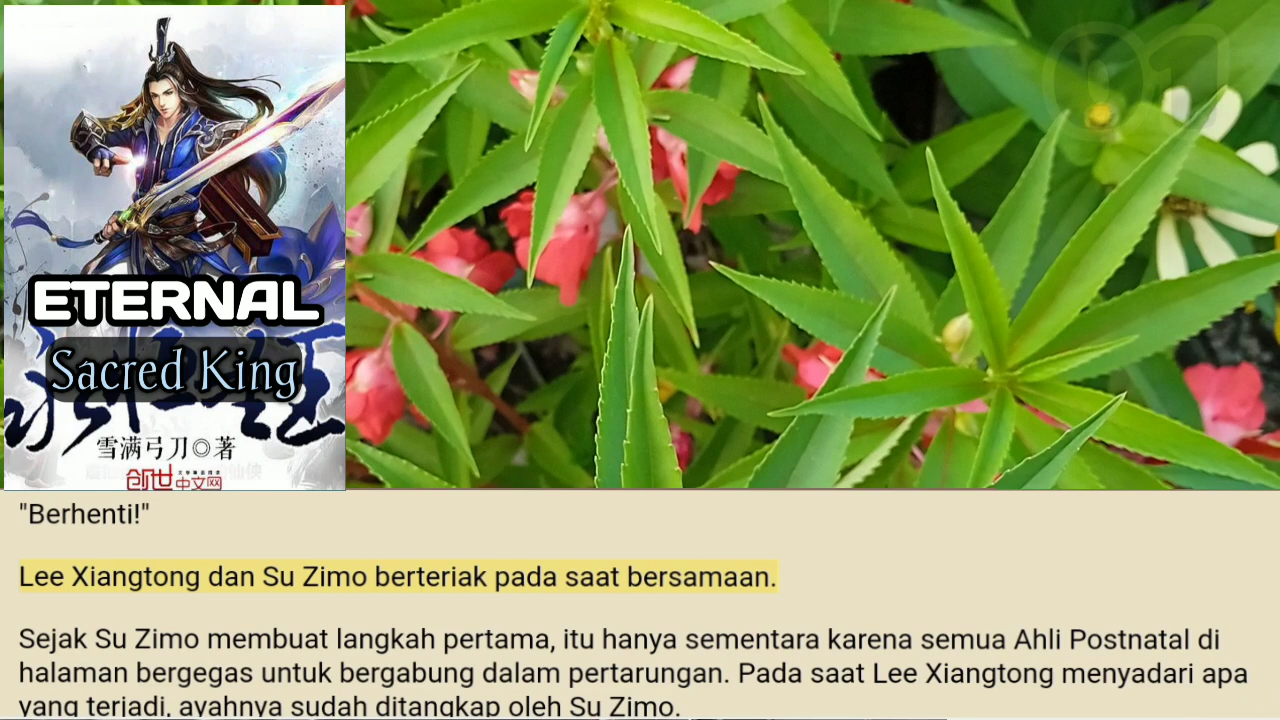 01
ETERNAL
Sacred King
雪满弓刀◎著
创世中文网
"Berhenti!"
Lee Xiangtong dan Su Zimo berteriak pada saat bersamaan.
Sejak Su Zimo membuat langkah pertama, itu hanya sementara karena semua Ahli Postnatal di
halaman bergegas untuk bergabung dalam pertarungan. Pada saat Lee Xiangtong menyadari apa
yang terjadi, ayahnya sudah ditangkap oleh Su Zimo.